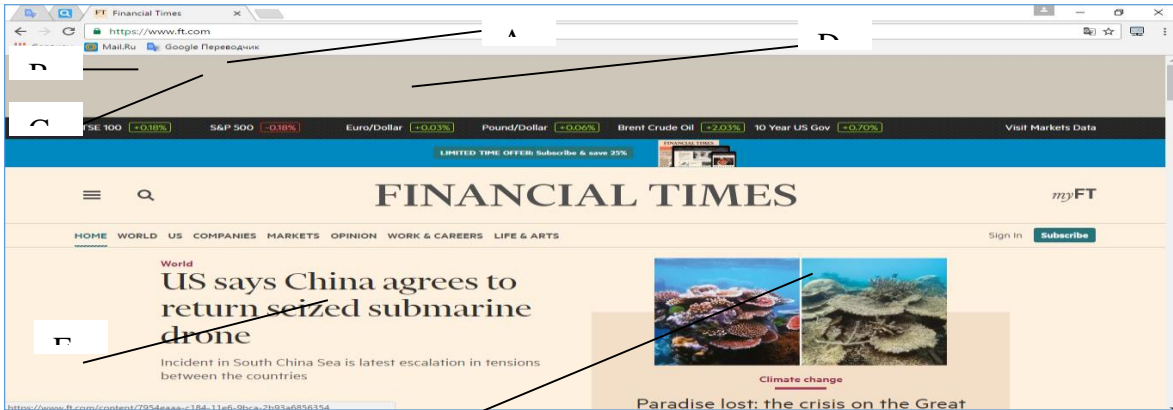 FT Financial Times
https://www.ft.com
Mail.Ru Google Переводчик
TSE 100 +0.18% S&P 500 -0.18% Euro/Dollar +0.03% Pound/Dollar +0.06% Brent Crude Oil +2.03% 10 Year US Gov +0.70% Visit Markets Data
LIMITED TIME OFFER: Subscribe & save 25%
FINANCIAL TIMES
FINANCIAL TIMES
myFT
HOME WORLD US COMPANIES MARKETS OPINION WORK & CAREERS LIFE & ARTS Sign In Subscribe
World
US says China agrees to
return seized submarine
drone
Incident in South China Sea is latest escalation in tensions
between the countries
Climate change
Paradise lost: the crisis on the Great